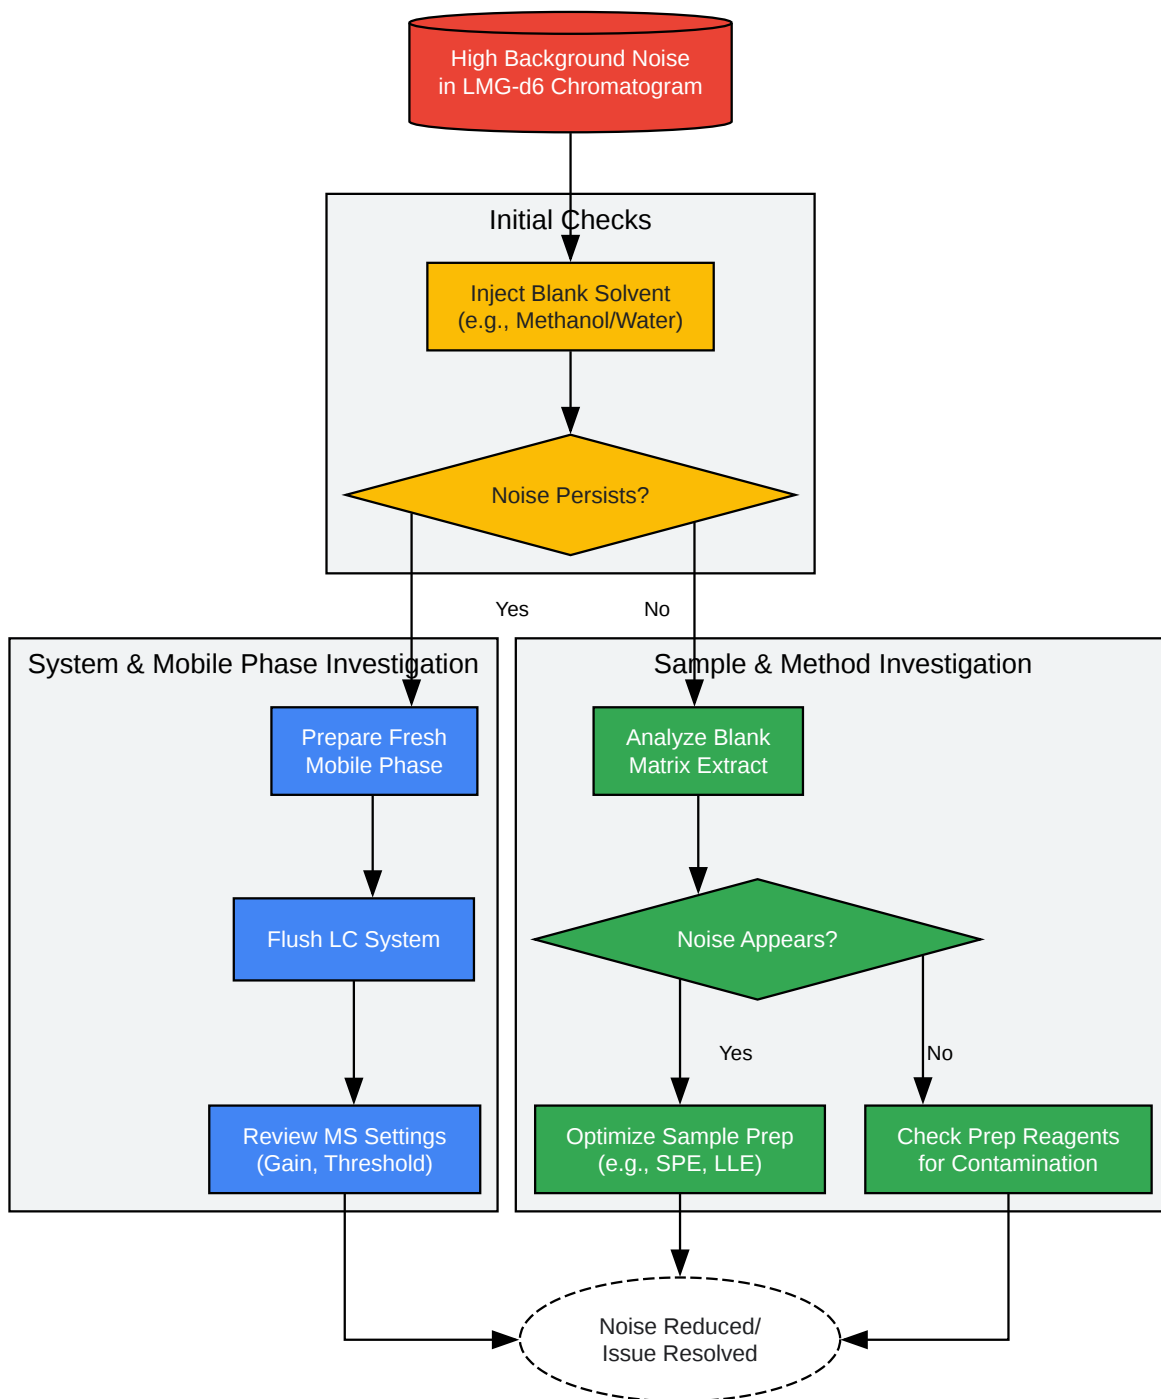 High Background Noise
in LMG-d6 Chromatogram
Initial Checks
Inject Blank Solvent
(e.g., Methanol/Water)
Noise Persists?
Yes
No
System & Mobile Phase Investigation
Sample & Method Investigation
Prepare Fresh
Mobile Phase
Analyze Blank
Matrix Extract
Flush LC System
Noise Appears?
Yes
No
Review MS Settings
(Gain, Threshold)
Optimize Sample Prep
(e.g., SPE, LLE)
Check Prep Reagents
for Contamination
Noise Reduced/
Issue Resolved